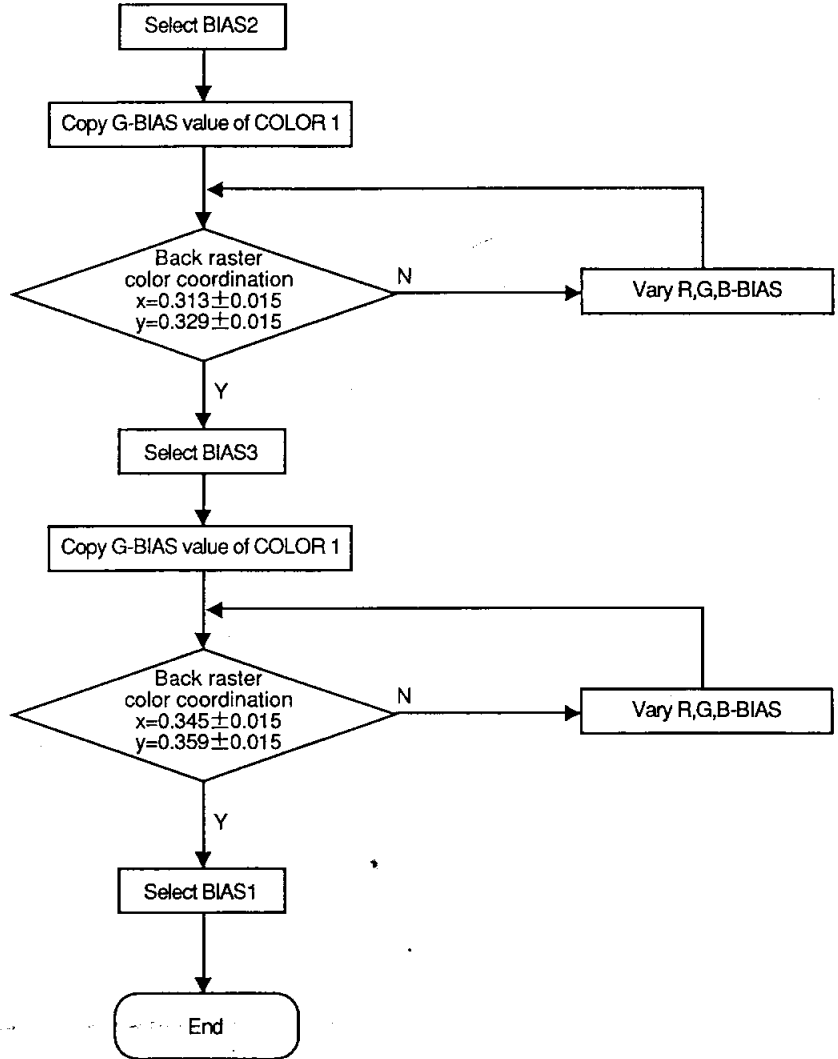 Select BIAS2
Copy G-BIAS value of COLOR 1
Back raster
color coordination
x=0.313±0.015
y=0.329±0.015
N
Vary R,G,B-BIAS
Y
Select BIAS3
Copy G-BIAS value of COLOR 1
Back raster
color coordination
x=0.345±0.015
y=0.359±0.015
N
Vary R,G,B-BIAS
Y
Select BIAS1
End